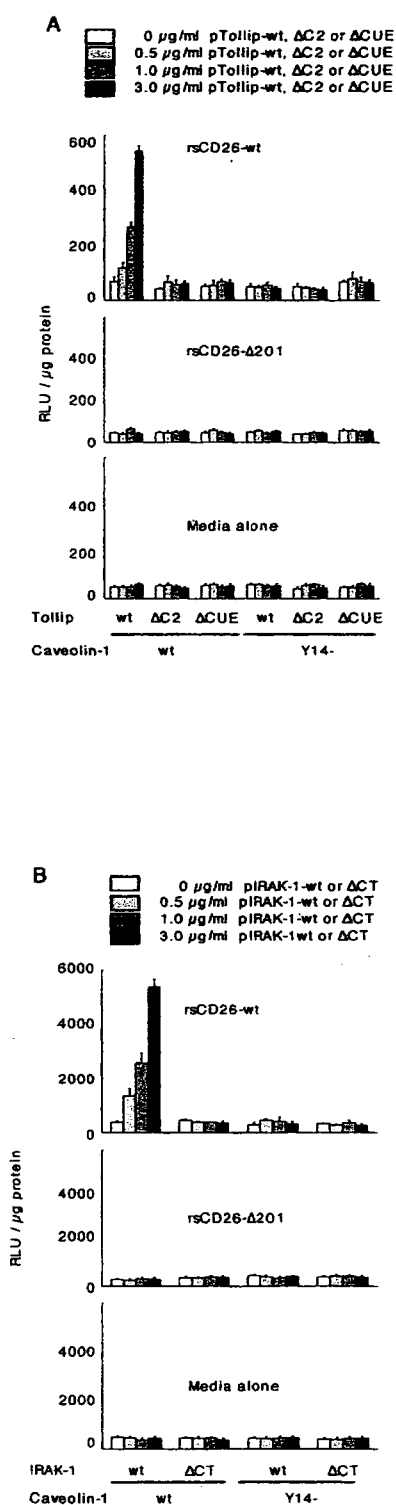 A
0 µg/ml pTollip-wt, ΔC2 or ΔCUE
0.5 µg/ml pTollip-wt, ΔC2 or ΔCUE
1.0 µg/ml pTollip-wt, ΔC2 or ΔCUE
3.0 µg/ml pTollip-wt, ΔC2 or ΔCUE
600
rsCD26-wt
400
200
0
rsCD26-Δ201
400
200
0
RLU / µg protein
Media alone
400
200
0
Tollip wt ΔC2 ΔCUE wt ΔC2 ΔCUE
Caveolin-1 wt Y14-
B
0 µg/ml pIRAK-1-wt or ΔCT
0.5 µg/ml pIRAK-1-wt or ΔCT
1.0 µg/ml pIRAK-1-wt or ΔCT
3.0 µg/ml pIRAK-1wt or ΔCT
6000
rsCD26-wt
4000
2000
0
rsCD26-Δ201
4000
2000
0
RLU / µg protein
Media alone
4000
2000
0
IRAK-1 wt ΔCT wt ΔCT
Caveolin-1 wt Y14-